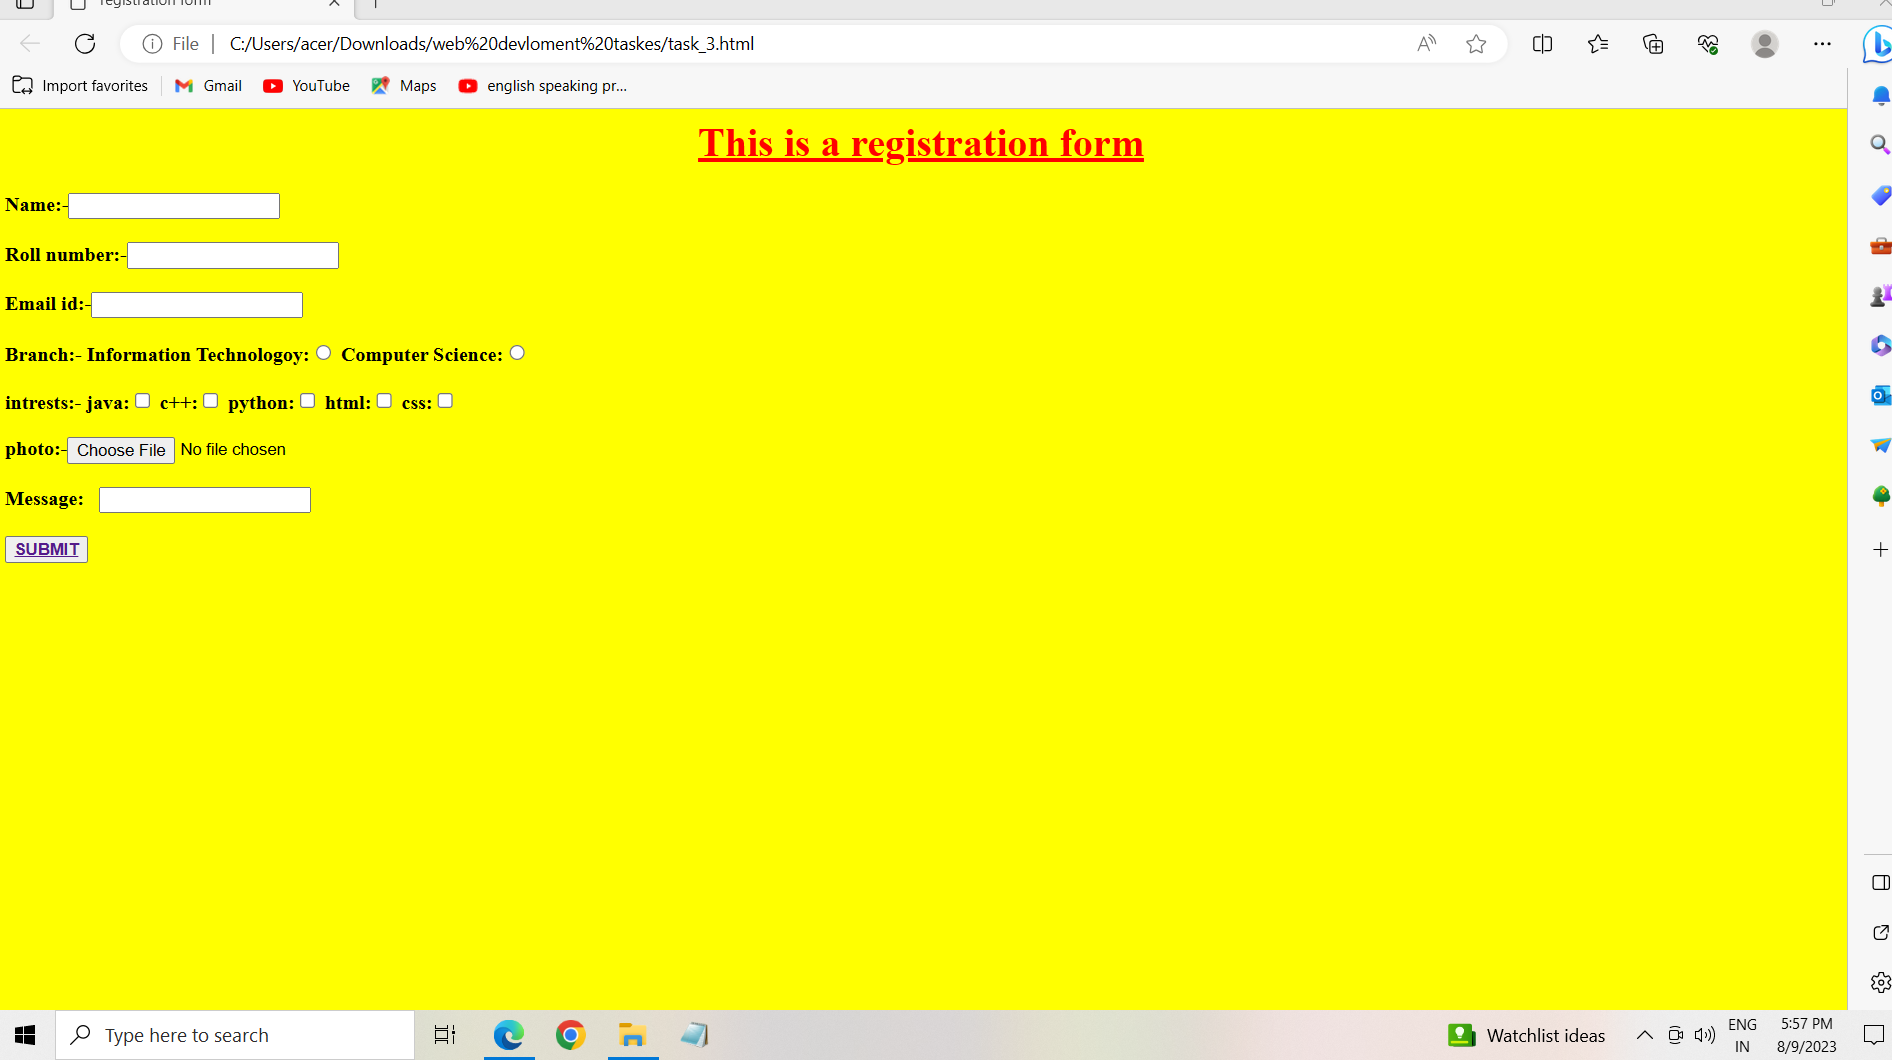 registration form
File | C:/Users/acer/Downloads/web%20devloment%20taskes/task_3.html
Import favorites Gmail YouTube Maps english speaking pr...
This is a registration form
Name:-
Roll number:-
Email id:-
Branch:- Information Technologoy: Computer Science:
intrests:- java: c++: python: html: css:
photo:- Choose File No file chosen
Message:
SUBMIT
Type here to search
Watchlist ideas
ENG
IN
5:57 PM
8/9/2023